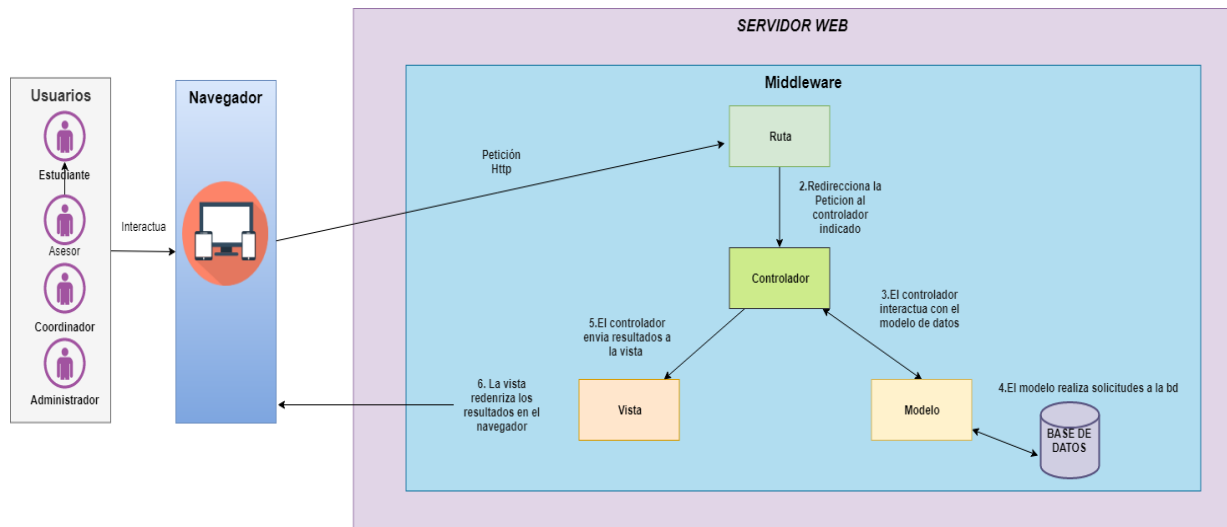 SERVIDOR WEB
Usuarios
Estudiante
Asesor
Coordinador
Administrador
Interactua
Navegador
Petición
Http
Middleware
Ruta
2.Redirecciona la
Peticion al
controlador
indicado
Controlador
3.El controlador
interactua con el
modelo de datos
5.El controlador
envia resultados a
la vista
6. La vista
redenriza los
resultados en el
navegador
Vista
Modelo
4.El modelo realiza solicitudes a la bd
BASE DE
DATOS